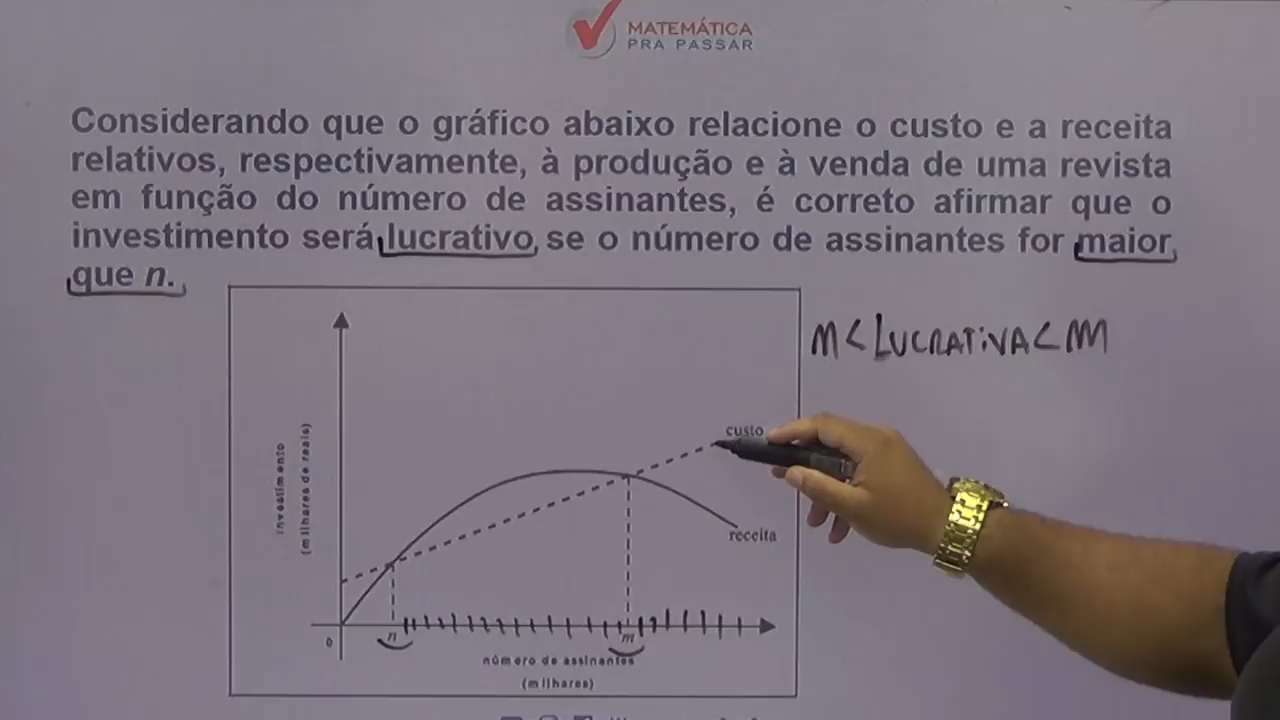 MATEMÁTICA
PRA PASSAR
Considerando que o gráfico abaixo relacione o custo e a receita
relativos, respectivamente, à produção e à venda de uma revista
em função do número de assinantes, é correto afirmar que o
investimento será lucrativo se o número de assinantes for maior
que n.
M < LUCRATIVA < M
custo
investimento
(milhares de reais)
receita
0
n
m
número de assinantes
(milhares)